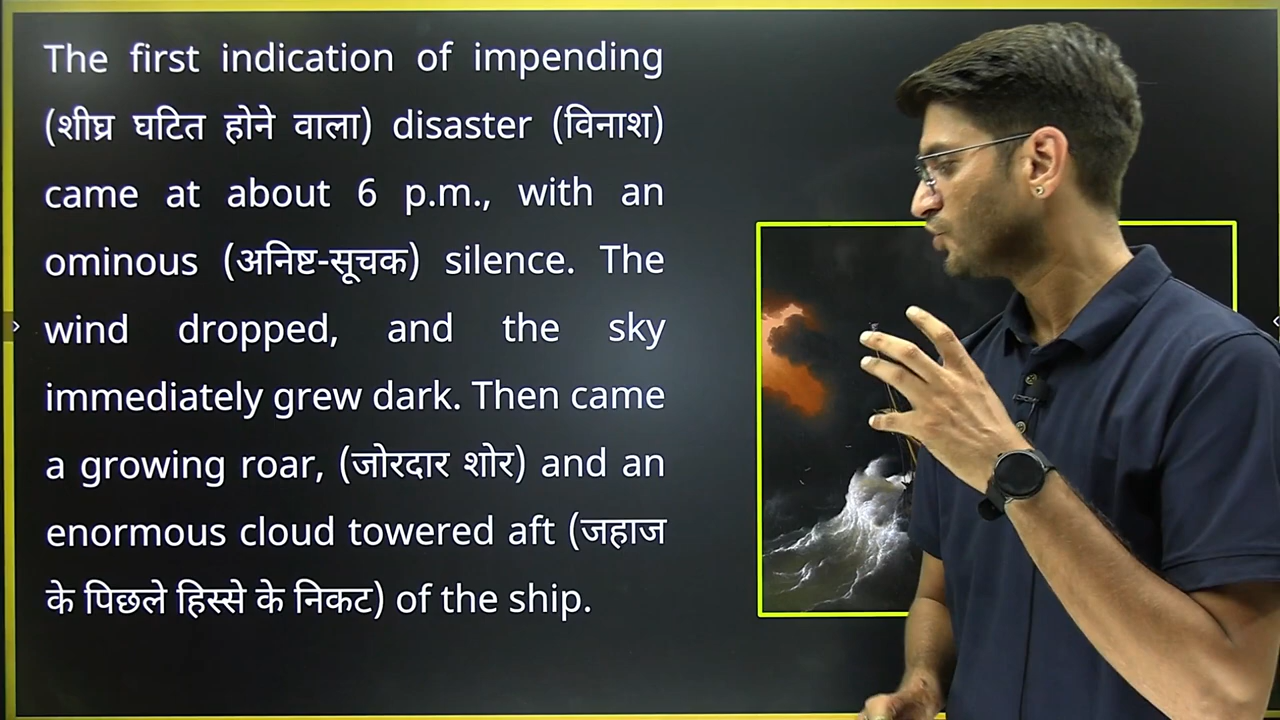 The first indication of impending
(शीघ्र घटित होने वाला) disaster (विनाश)
came at about 6 p.m., with an
ominous (अनिष्ट-सूचक) silence. The
wind dropped, and the sky
immediately grew dark. Then came
a growing roar, (जोरदार शोर) and an
enormous cloud towered aft (जहाज
के पिछले हिस्से के निकट) of the ship.